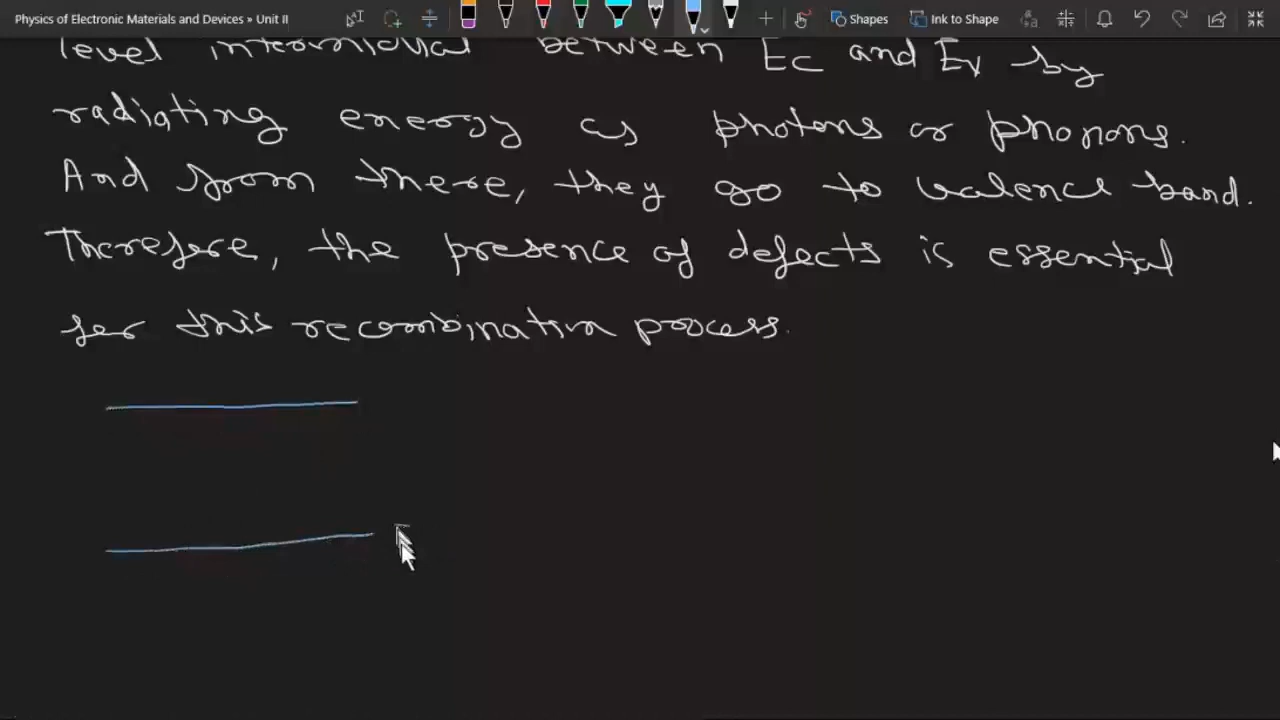 Physics of Electronic Materials and Devices » Unit II
Shapes
Ink to Shape
level intermidial between Ec and Ev by
radiating energy as photons or phonons.
And from there, they go to valence band.
Therefore, the presence of defects is essential
for this recombination process.